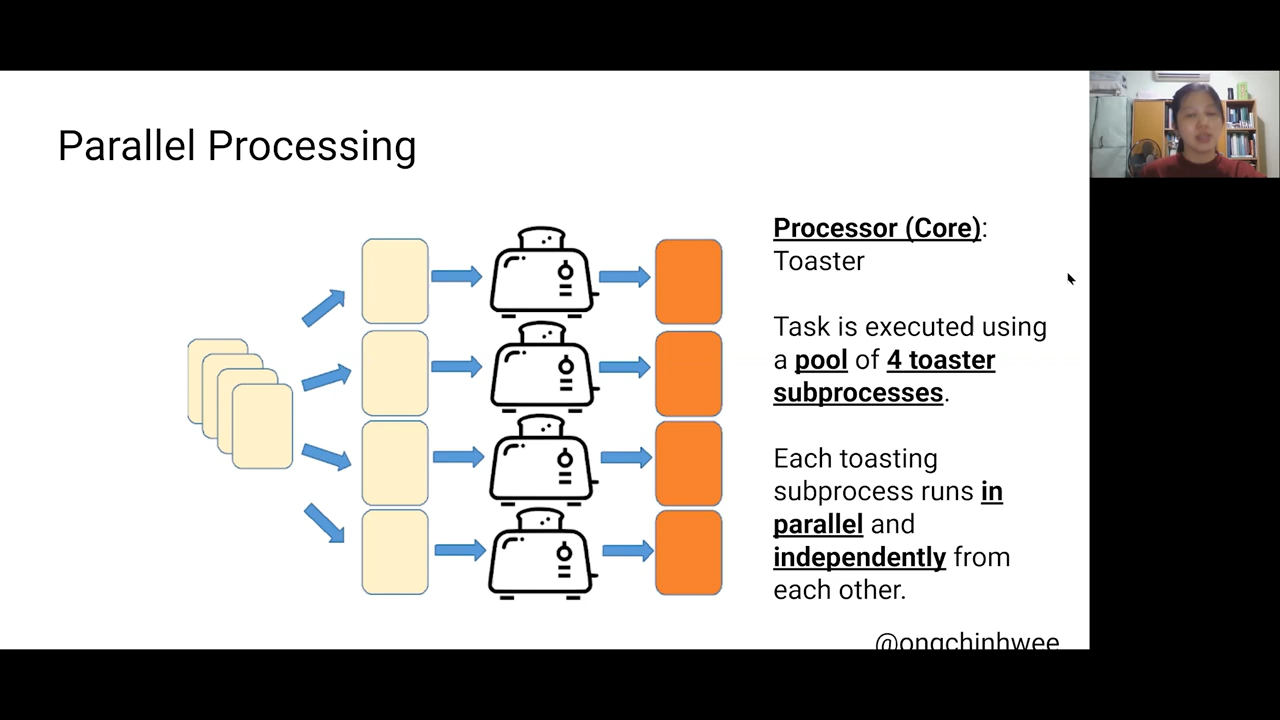 Parallel Processing
Processor (Core):
Toaster
Task is executed using
a pool of 4 toaster
subprocesses.
Each toasting
subprocess runs in
parallel and
independently from
each other.
@ongchinhwee